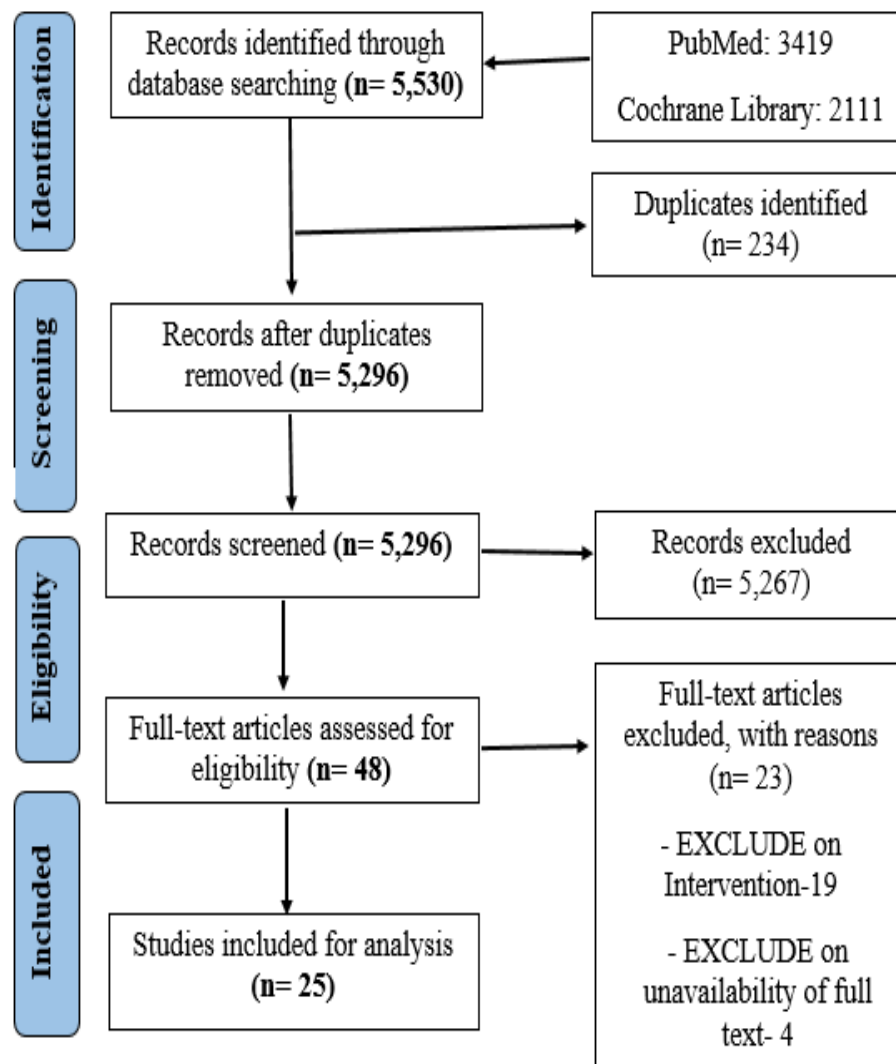 Identification
Records identified through
database searching (n= 5,530)
PubMed: 3419
Cochrane Library: 2111
Duplicates identified
(n= 234)
Screening
Records after duplicates
removed (n= 5,296)
Records screened (n= 5,296)
Records excluded
(n= 5,267)
Eligibility
Full-text articles assessed for
eligibility (n= 48)
Full-text articles
excluded, with reasons
(n= 23)
- EXCLUDE on
Intervention-19
- EXCLUDE on
unavailability of full
text- 4
Included
Studies included for analysis
(n= 25)